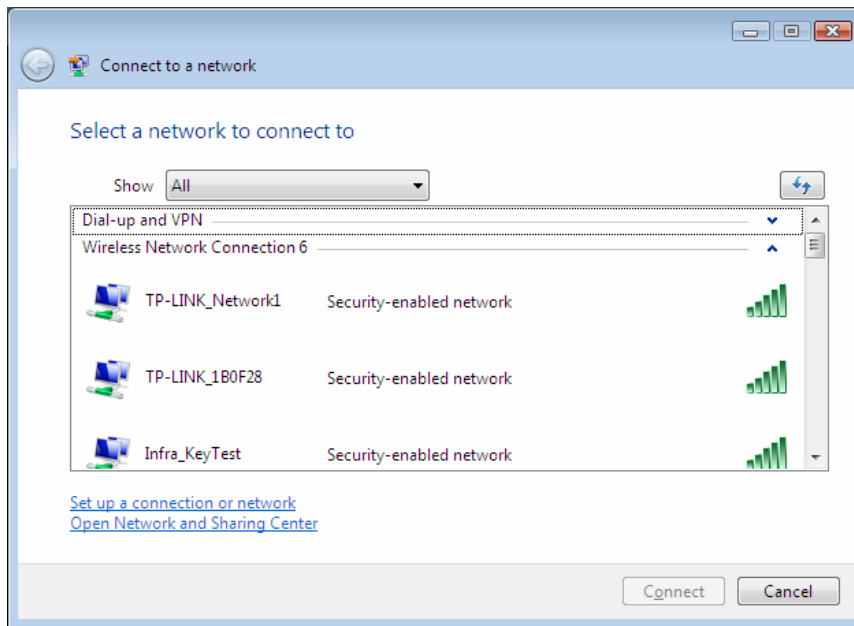 Connect to a network
Select a network to connect to
Show All
Dial-up and VPN
Wireless Network Connection 6
TP-LINK_Network1 Security-enabled network
TP-LINK_1B0F28 Security-enabled network
Infra_KeyTest Security-enabled network
Set up a connection or network
Open Network and Sharing Center
Connect Cancel